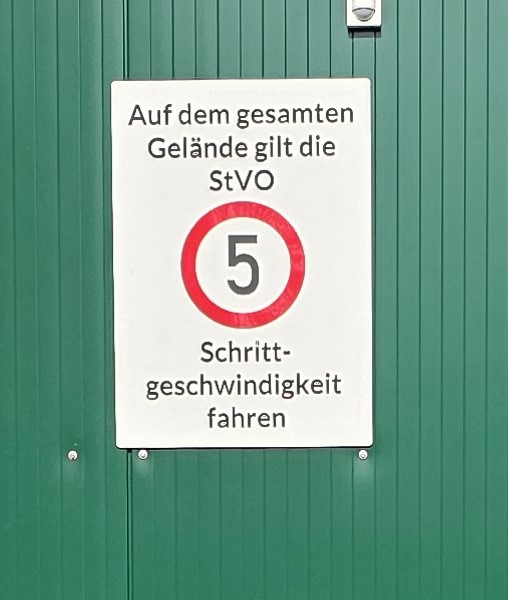 Auf dem gesamten
Gelände gilt die
StVO
5
Schritt-
geschwindigkeit
fahren